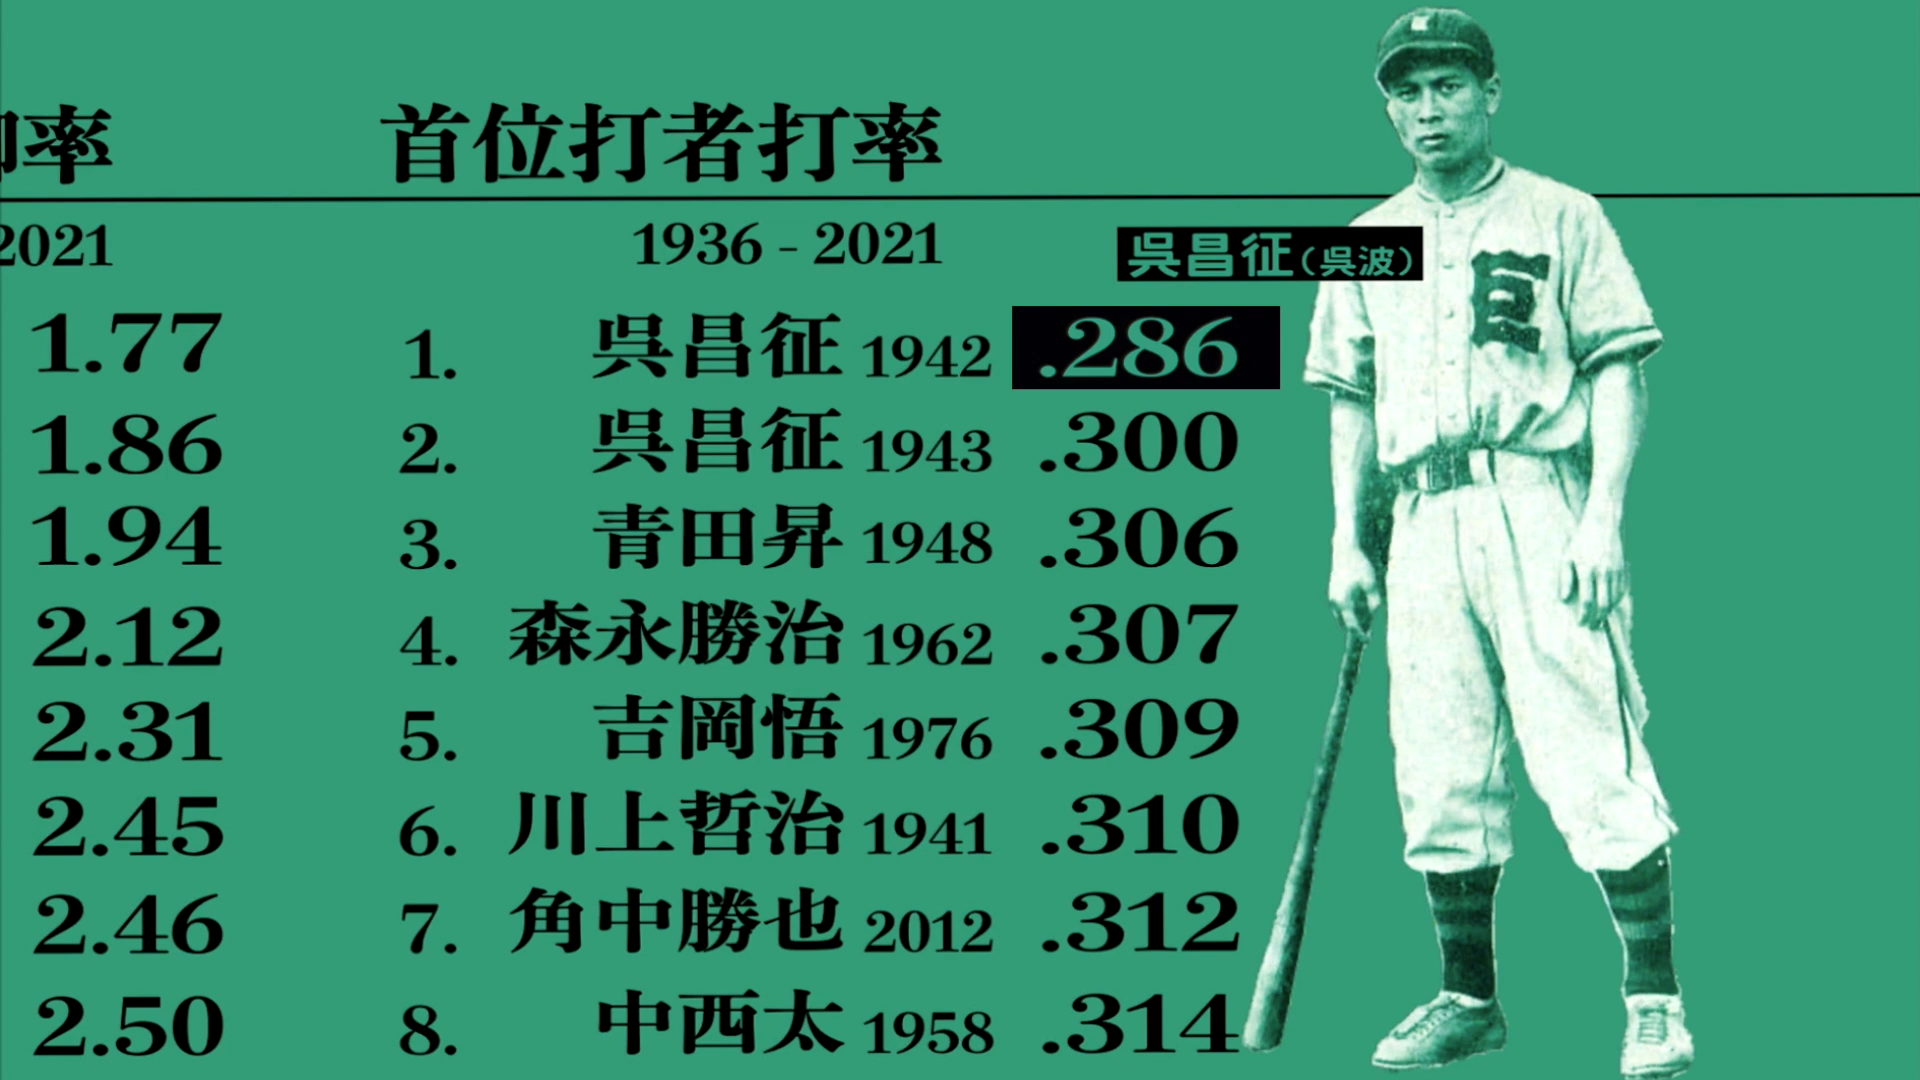 率
首位打者打率
2021
1936 - 2021
呉昌征(呉波)
1.77
1. 呉昌征 1942 .286
1.86
2. 呉昌征 1943 .300
1.94
3. 青田昇 1948 .306
2.12
4. 森永勝治 1962 .307
2.31
5. 吉岡悟 1976 .309
2.45
6. 川上哲治 1941 .310
2.46
7. 角中勝也 2012 .312
2.50
8. 中西太 1958 .314
巨